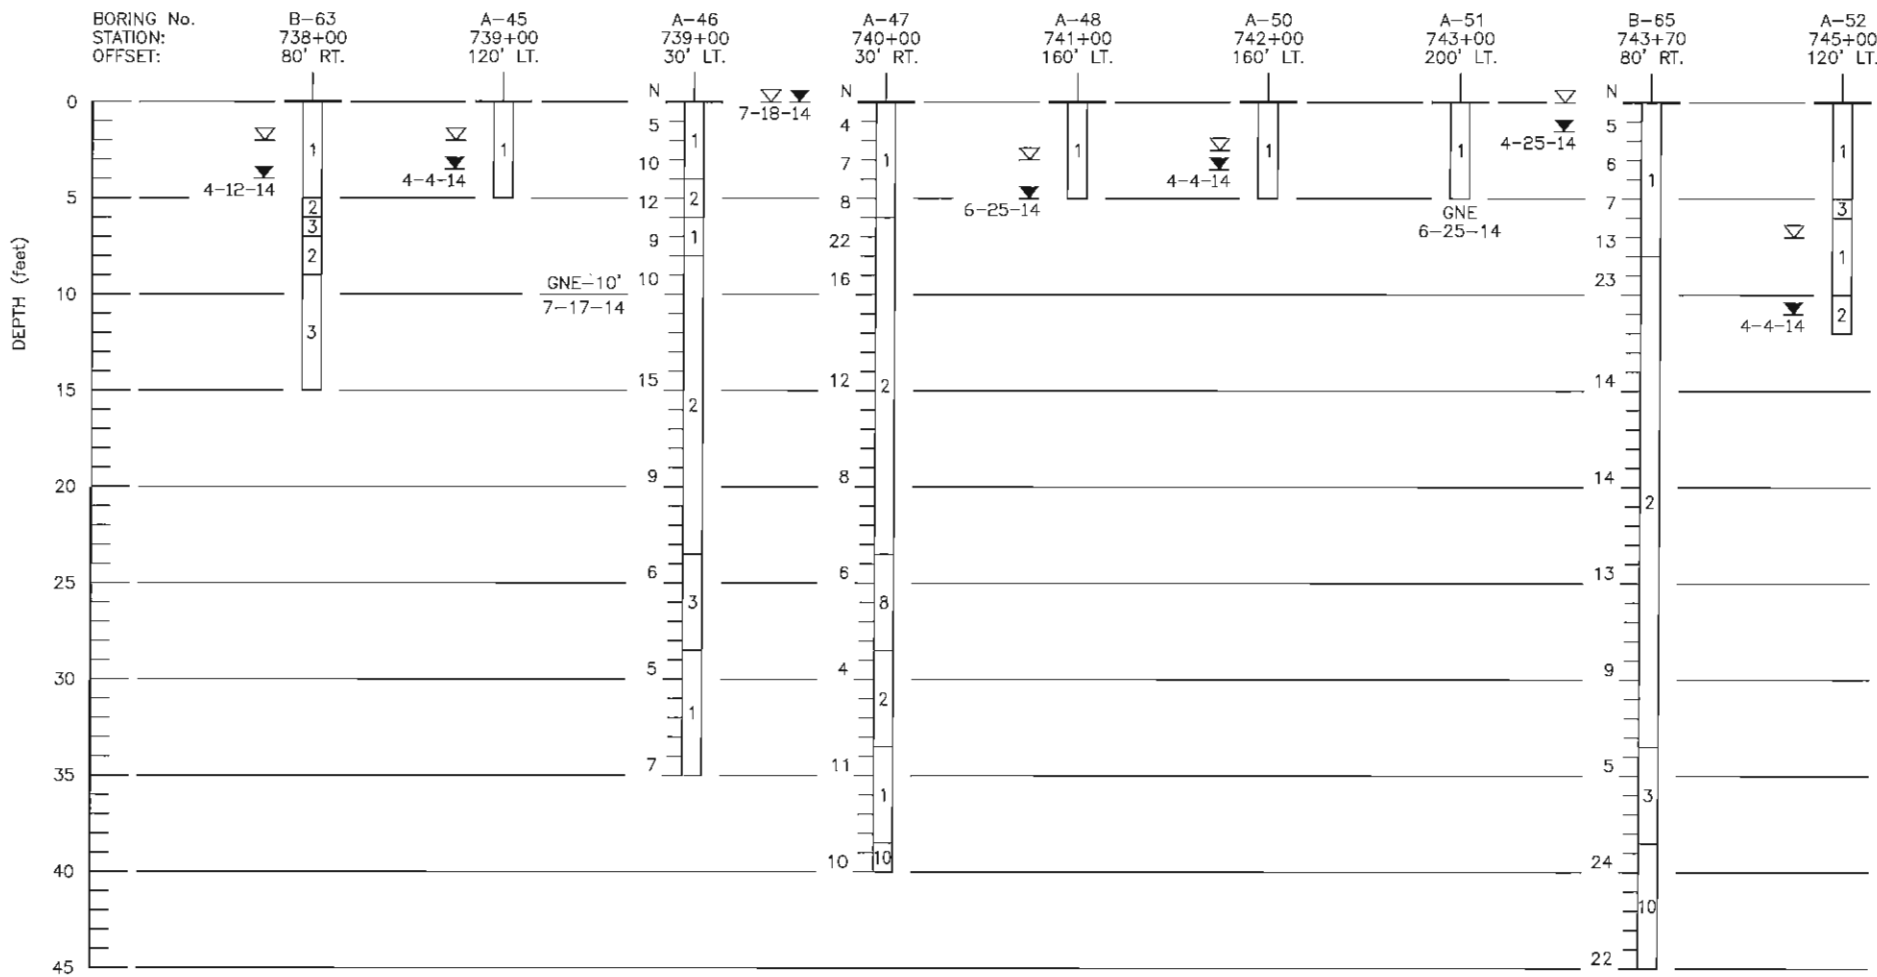 BORING No. B-63 A-45 A-46 A-47 A-48 A-50 A-51 B-65 A-52
STATION: 738+00 739+00 739+00 740+00 741+00 742+00 743+00 743+70 745+00
OFFSET: 80' RT. 120' LT. 30' LT. 30' RT. 160' LT. 160' LT. 200' LT. 80' RT. 120' LT.
N N N
0
7-18-14
5 4 5
4-25-14
1 1 1 1 1 1 1 1
10 7 6
4-12-14 4-4-14 4-4-14 1
5 2 12 2 8 6-25-14 GNE 7 3
3 6-25-14
2 9 1 22 13 1
GNE-10' 10 16 23
10
7-17-14
3 2 4-4-14
15 15 12 2 14
2
20 9 8 14
2
25 6 6 13
3 8
30 5 4 9
1 2
35 7 11 5
1 3
40 10 10 24
10
45 22
DEPTH (feet)